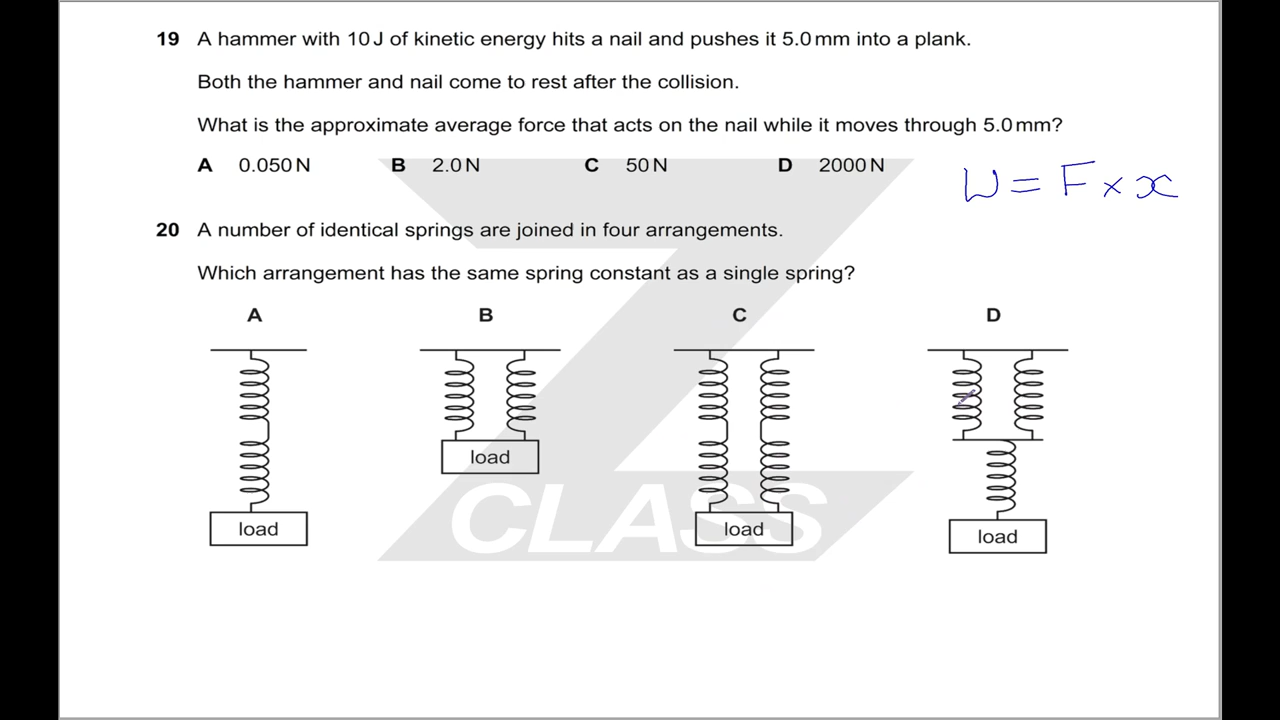 19 A hammer with 10 J of kinetic energy hits a nail and pushes it 5.0 mm into a plank.
Both the hammer and nail come to rest after the collision.
What is the approximate average force that acts on the nail while it moves through 5.0 mm?
A 0.050 N B 2.0 N C 50 N D 2000 N
W = F × x
20 A number of identical springs are joined in four arrangements.
Which arrangement has the same spring constant as a single spring?
A B C D
load
load
load
load
Z
CLASS